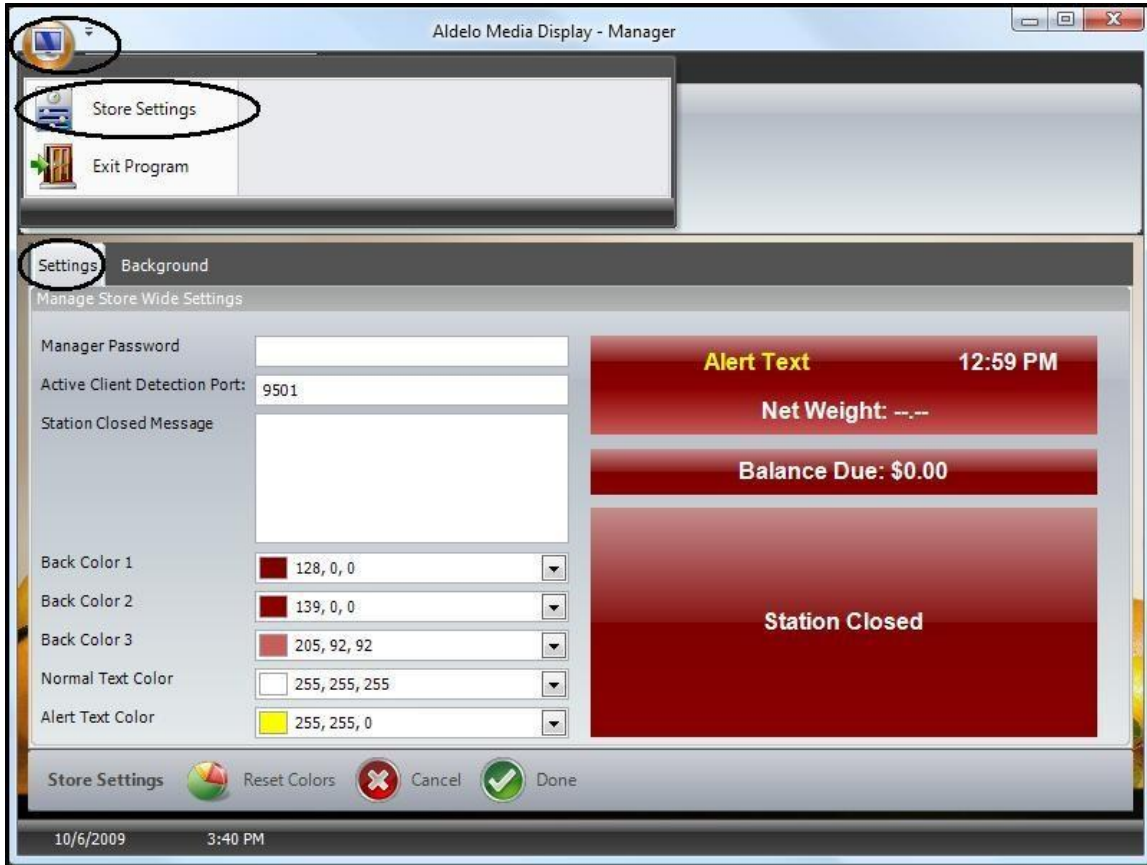 Aldelo Media Display - Manager
Store Settings
Exit Program
Settings Background
Manage Store Wide Settings
Manager Password
Active Client Detection Port: 9501
Station Closed Message
Back Color 1 128, 0, 0
Back Color 2 139, 0, 0
Back Color 3 205, 92, 92
Normal Text Color 255, 255, 255
Alert Text Color 255, 255, 0
Alert Text 12:59 PM
Net Weight: --.--
Balance Due: $0.00
Station Closed
Store Settings Reset Colors Cancel Done
10/6/2009 3:40 PM